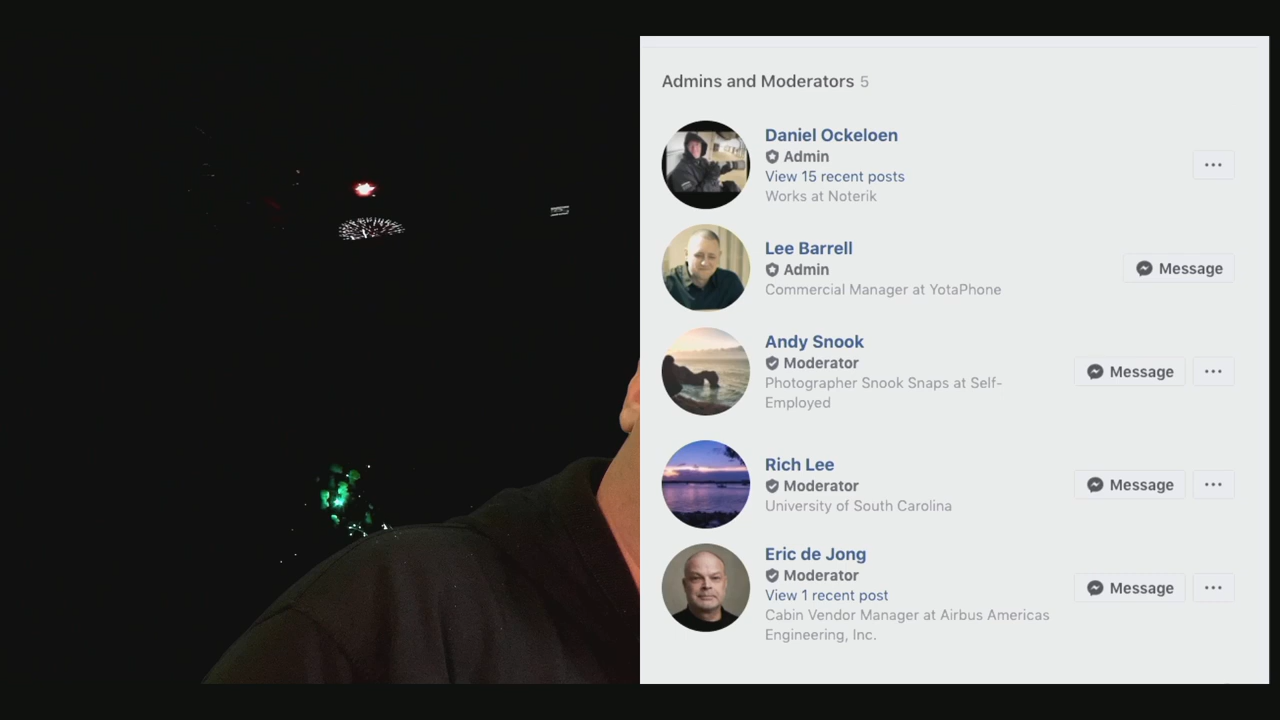 Admins and Moderators 5
Daniel Ockeloen
Admin
View 15 recent posts
Works at Noterik
Lee Barrell
Admin
Commercial Manager at YotaPhone
Message
Andy Snook
Moderator
Photographer Snook Snaps at Self-
Employed
Message
Rich Lee
Moderator
University of South Carolina
Message
Eric de Jong
Moderator
View 1 recent post
Cabin Vendor Manager at Airbus Americas
Engineering, Inc.
Message